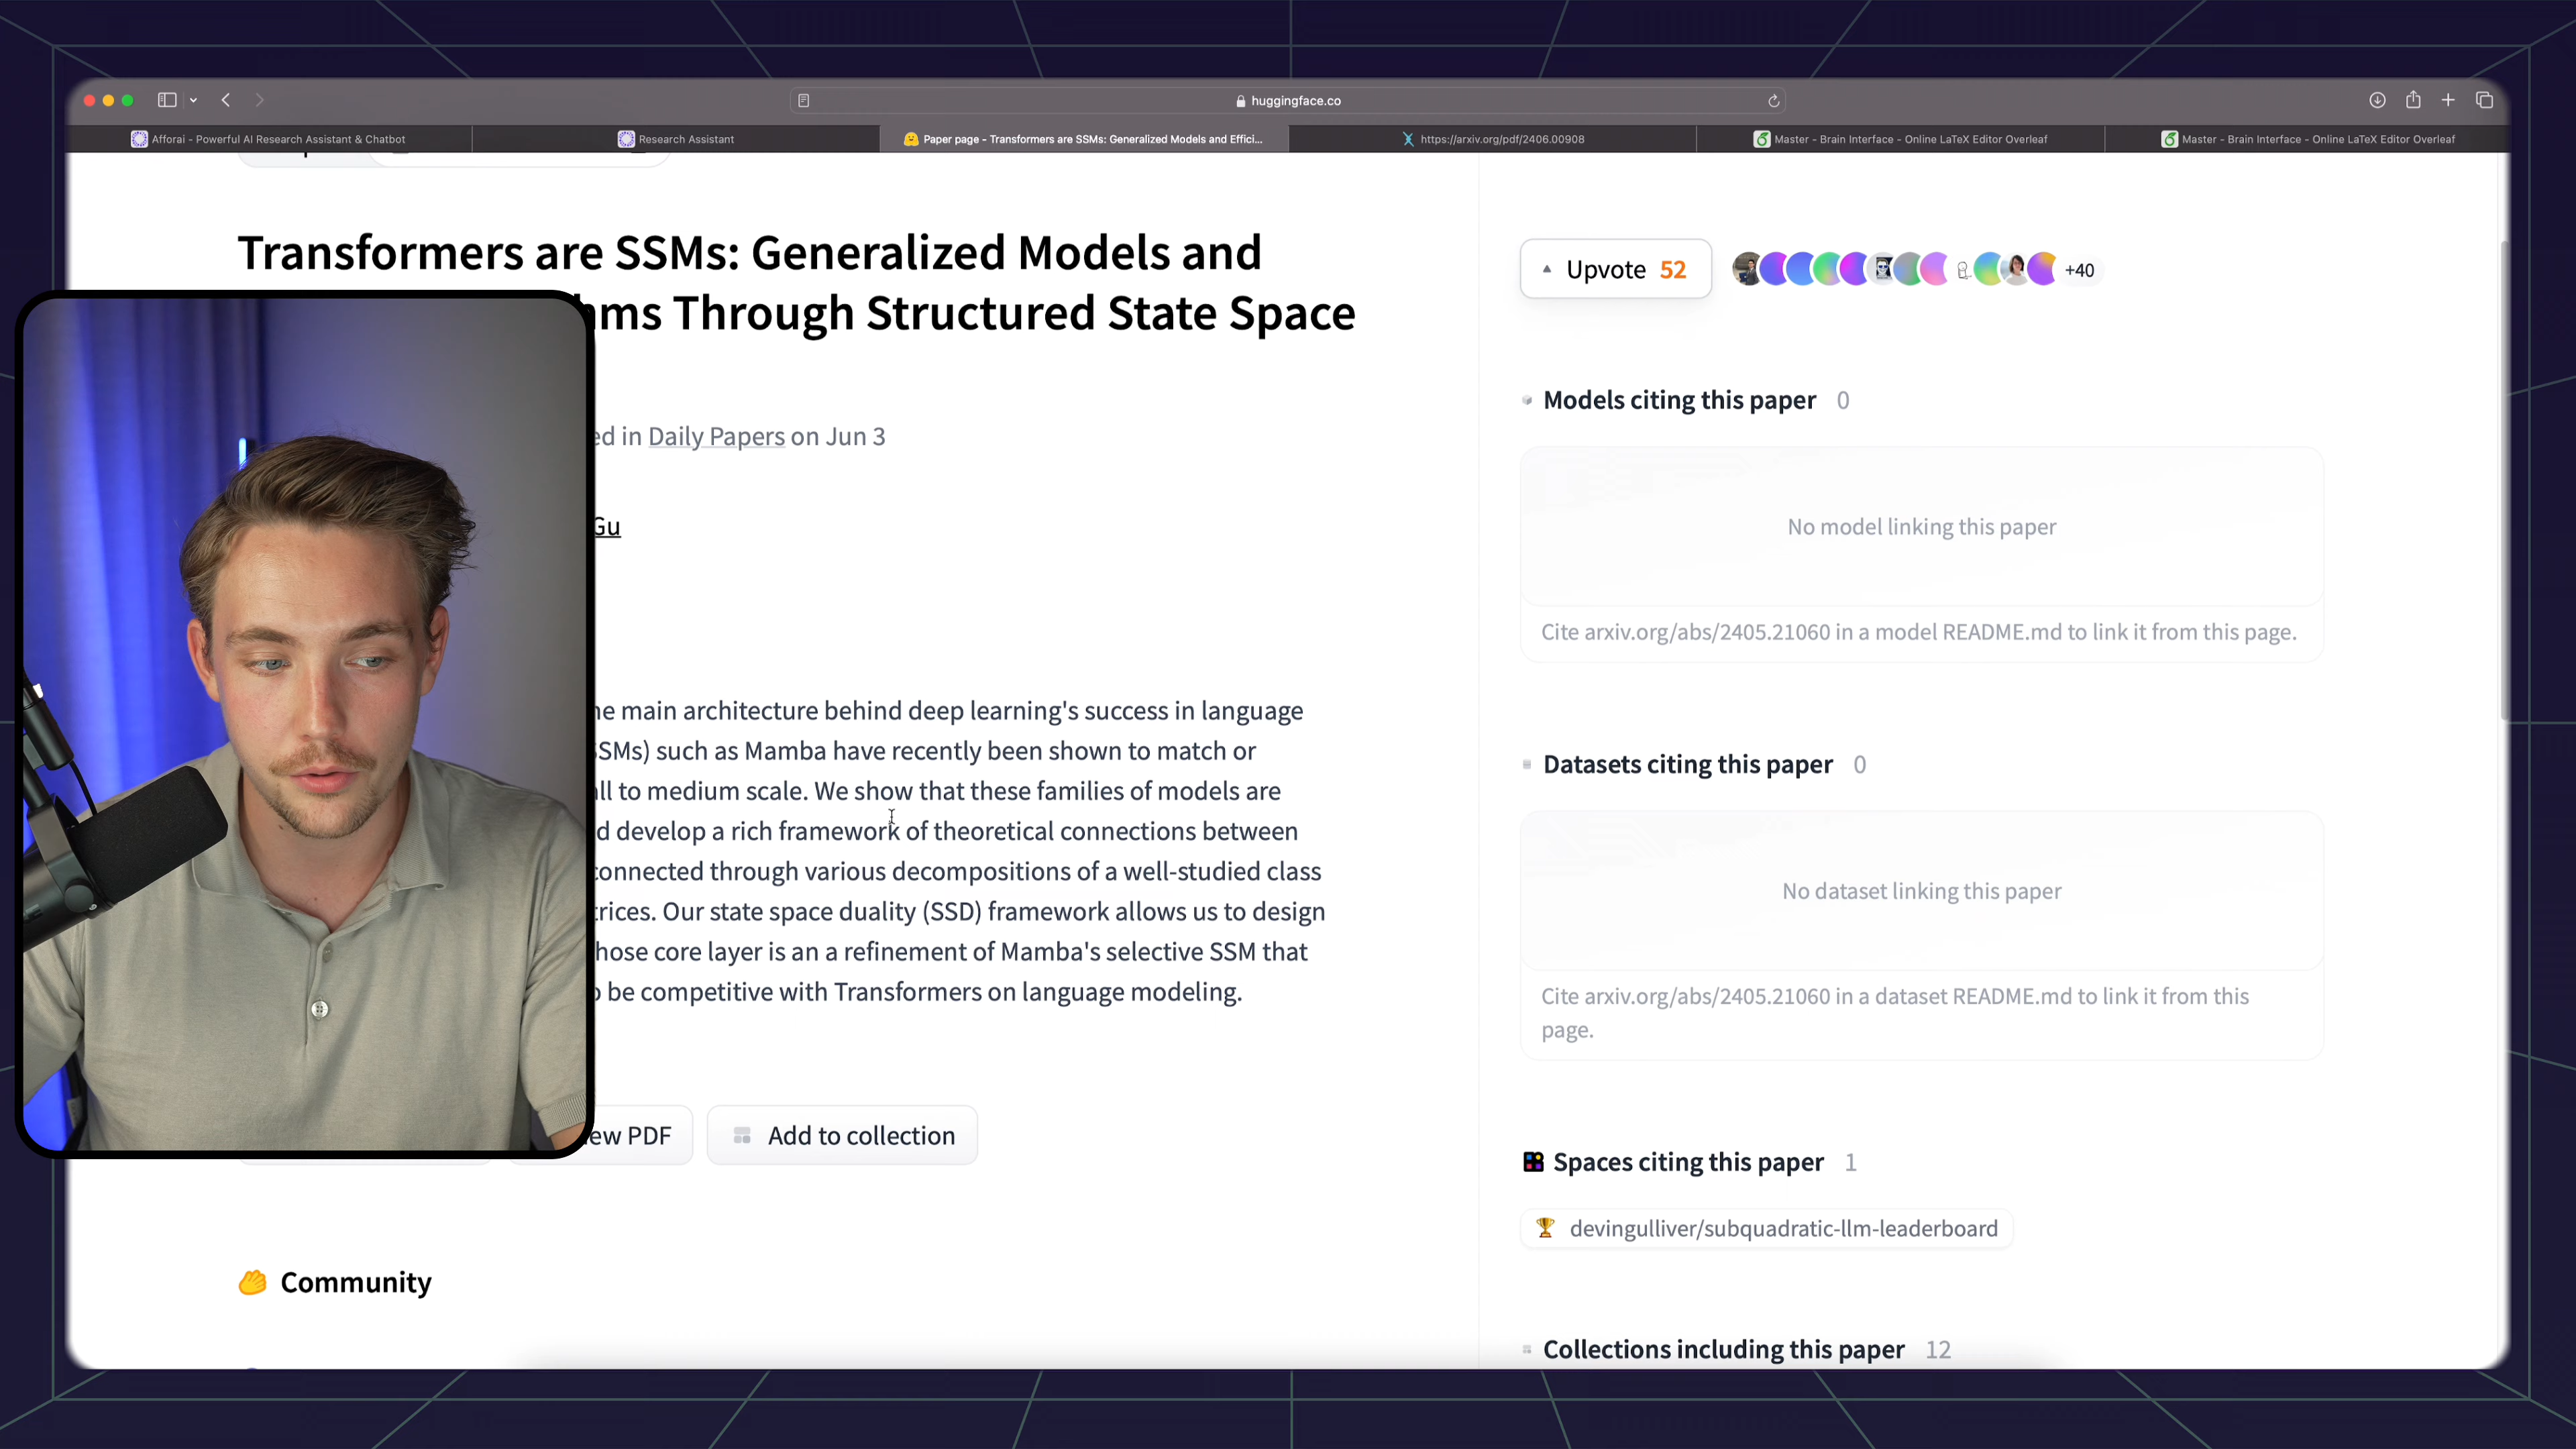 huggingface.co
Afforai - Powerful AI Research Assistant & Chatbot
Research Assistant
Paper page - Transformers are SSMs: Generalized Models and Effici...
https://arxiv.org/pdf/2406.00908
Master - Brain Interface - Online LaTeX Editor Overleaf
Master - Brain Interface - Online LaTeX Editor Overleaf
Transformers are SSMs: Generalized Models and
hms Through Structured State Space
ed in Daily Papers on Jun 3
Gu
he main architecture behind deep learning's success in language
SSMs) such as Mamba have recently been shown to match or
all to medium scale. We show that these families of models are
d develop a rich framework of theoretical connections between
connected through various decompositions of a well-studied class
trices. Our state space duality (SSD) framework allows us to design
hose core layer is an a refinement of Mamba's selective SSM that
o be competitive with Transformers on language modeling.
ew PDF
Add to collection
Community
Upvote 52
+40
Models citing this paper 0
No model linking this paper
Cite arxiv.org/abs/2405.21060 in a model README.md to link it from this page.
Datasets citing this paper 0
No dataset linking this paper
Cite arxiv.org/abs/2405.21060 in a dataset README.md to link it from this
page.
Spaces citing this paper 1
devingulliver/subquadratic-llm-leaderboard
Collections including this paper 12